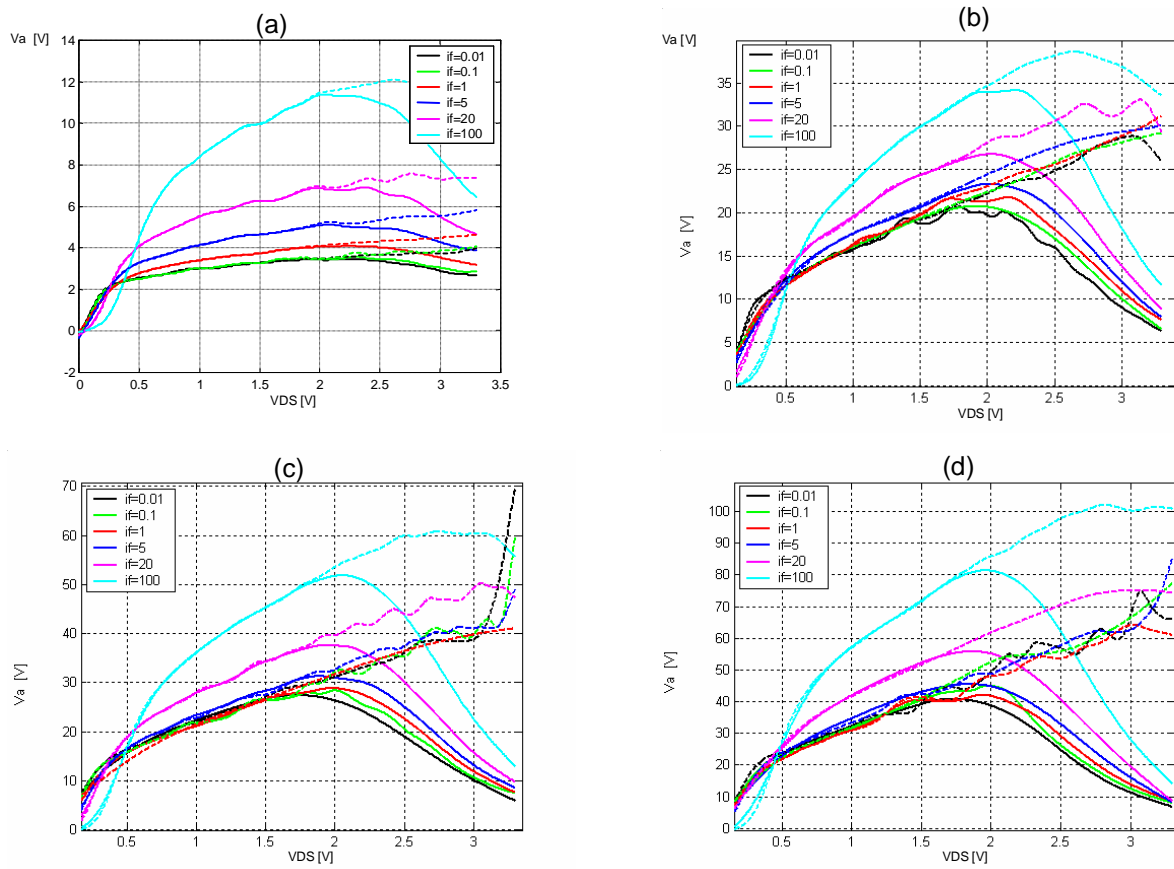 (a)
Va [V]
14
12
10
8
6
4
2
0
-2
if=0.01
if=0.1
if=1
if=5
if=20
if=100
0 0.5 1 1.5 2 2.5 3 3.5
VDS [V]
(b)
Va [V]
35
30
25
20
15
10
5
0
Va [V]
if=0.01
if=0.1
if=1
if=5
if=20
if=100
0.5 1 1.5 2 2.5 3
VDS [V]
(c)
70
60
50
40
30
20
10
0
Va [V]
if=0.01
if=0.1
if=1
if=5
if=20
if=100
0.5 1 1.5 2 2.5 3
VDS [V]
(d)
100
90
80
70
60
50
40
30
20
10
0
Va [V]
if=0.01
if=0.1
if=1
if=5
if=20
if=100
0.5 1 1.5 2 2.5 3
VDS [V]